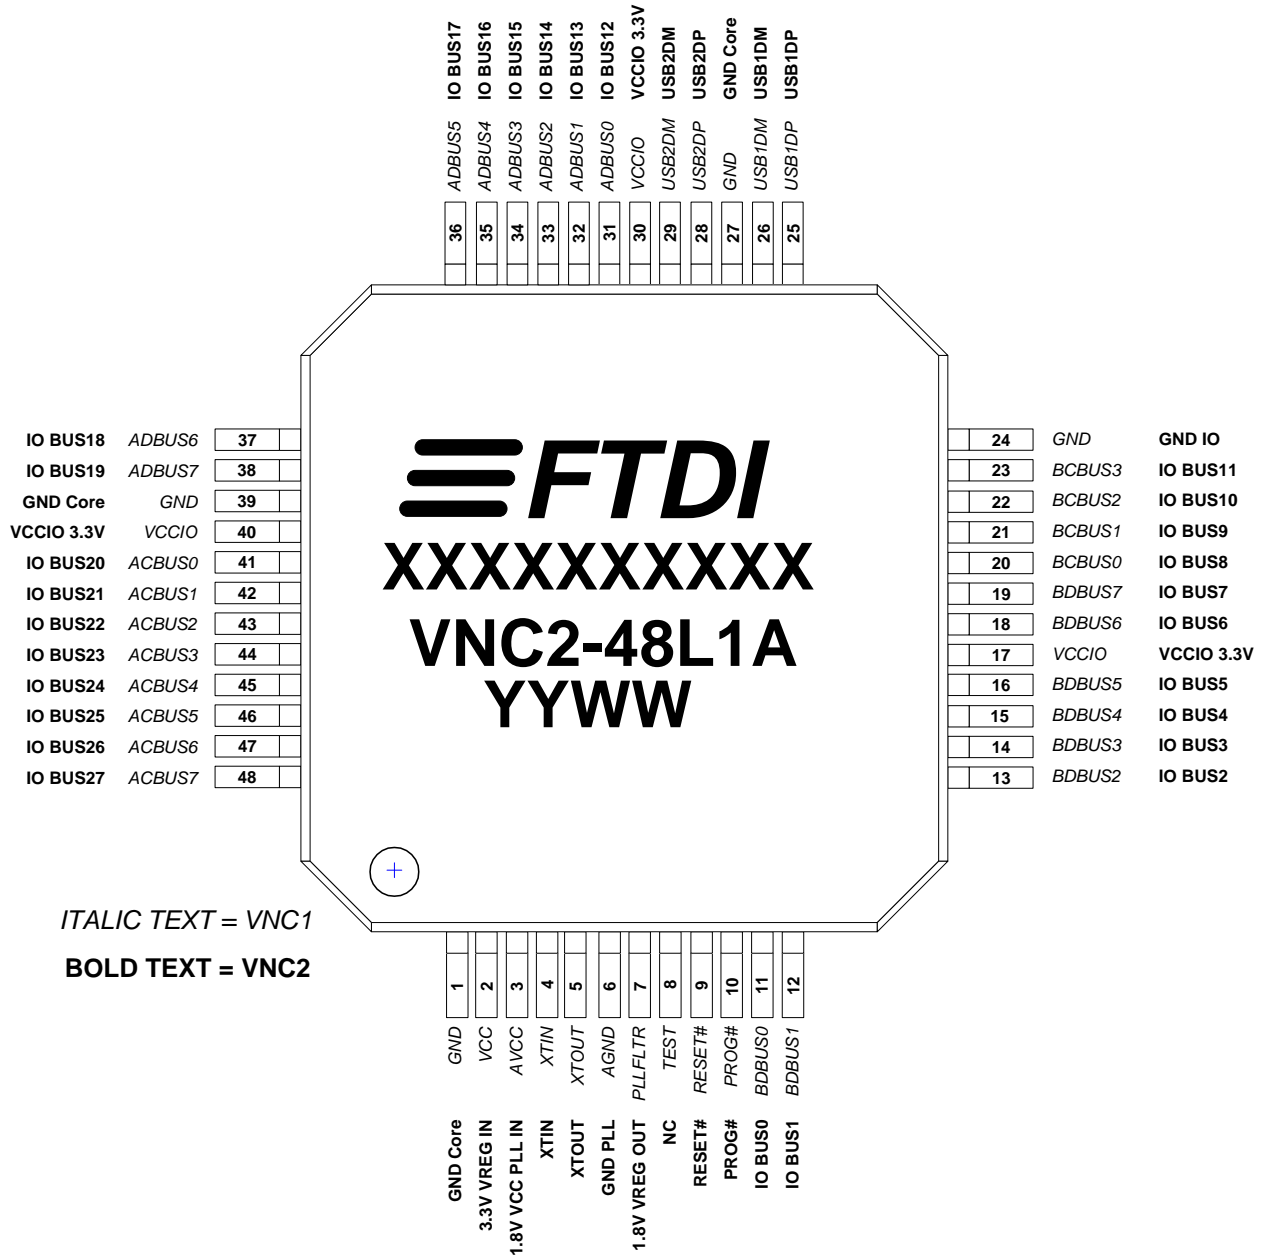 IO BUS17 ADBUS5 36
IO BUS16 ADBUS4 35
IO BUS15 ADBUS3 34
IO BUS14 ADBUS2 33
IO BUS13 ADBUS1 32
IO BUS12 ADBUS0 31
VCCIO 3.3V VCCIO 30
USB2DM USB2DM 29
USB2DP USB2DP 28
GND Core GND 27
USB1DM USB1DM 26
USB1DP USB1DP 25
IO BUS18 ADBUS6 37
IO BUS19 ADBUS7 38
GND Core GND 39
VCCIO 3.3V VCCIO 40
IO BUS20 ACBUS0 41
IO BUS21 ACBUS1 42
IO BUS22 ACBUS2 43
IO BUS23 ACBUS3 44
IO BUS24 ACBUS4 45
IO BUS25 ACBUS5 46
IO BUS26 ACBUS6 47
IO BUS27 ACBUS7 48
FTDI
XXXXXXXXXX
VNC2-48L1A
YYWW
24 GND GND IO
23 BCBUS3 IO BUS11
22 BCBUS2 IO BUS10
21 BCBUS1 IO BUS9
20 BCBUS0 IO BUS8
19 BDBUS7 IO BUS7
18 BDBUS6 IO BUS6
17 VCCIO VCCIO 3.3V
16 BDBUS5 IO BUS5
15 BDBUS4 IO BUS4
14 BDBUS3 IO BUS3
13 BDBUS2 IO BUS2
ITALIC TEXT = VNC1
BOLD TEXT = VNC2
GND Core GND 1
3.3V VREG IN VCC 2
1.8V VCC PLL IN AVCC 3
XTIN XTIN 4
XTOUT XTOUT 5
GND PLL AGND 6
1.8V VREG OUT PLLFLTR 7
NC TEST 8
RESET# RESET# 9
PROG# PROG# 10
IO BUS0 BDBUS0 11
IO BUS1 BDBUS1 12